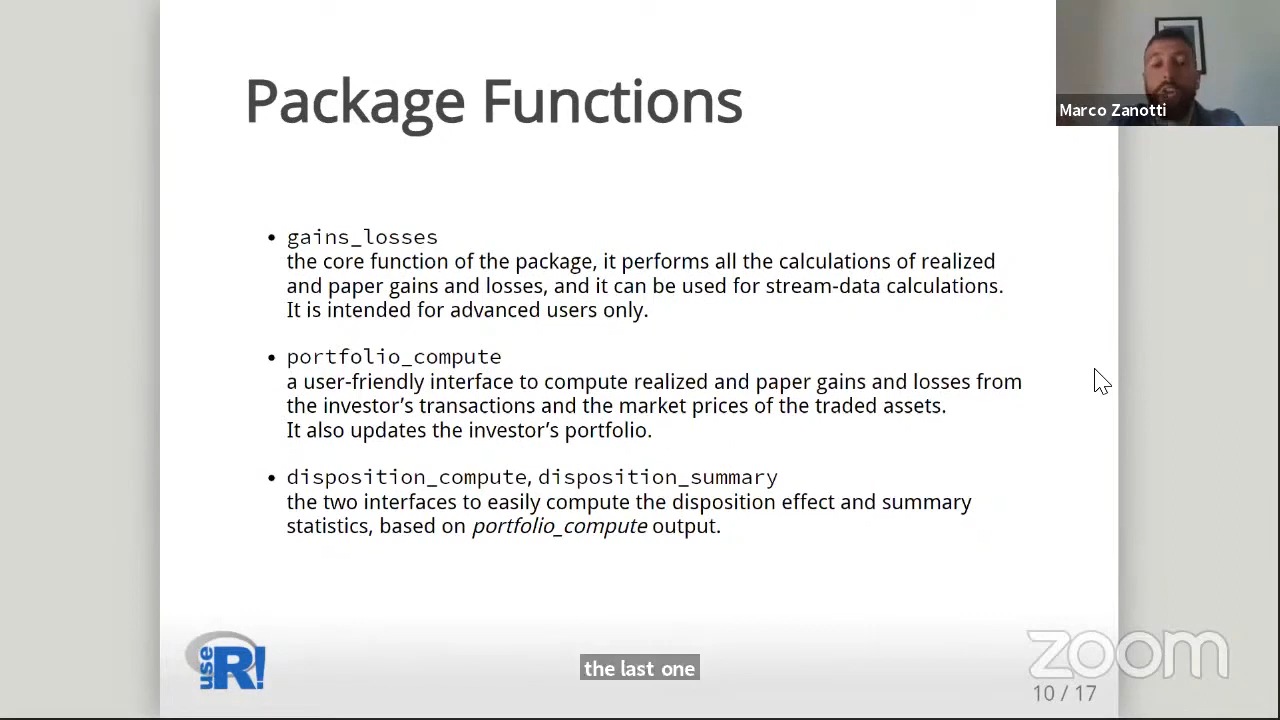 Package Functions
Marco Zanotti
• gains_losses
the core function of the package, it performs all the calculations of realized
and paper gains and losses, and it can be used for stream-data calculations.
It is intended for advanced users only.
• portfolio_compute
a user-friendly interface to compute realized and paper gains and losses from
the investor's transactions and the market prices of the traded assets.
It also updates the investor's portfolio.
• disposition_compute, disposition_summary
the two interfaces to easily compute the disposition effect and summary
statistics, based on portfolio_compute output.
use R!
the last one
zoom
10 / 17